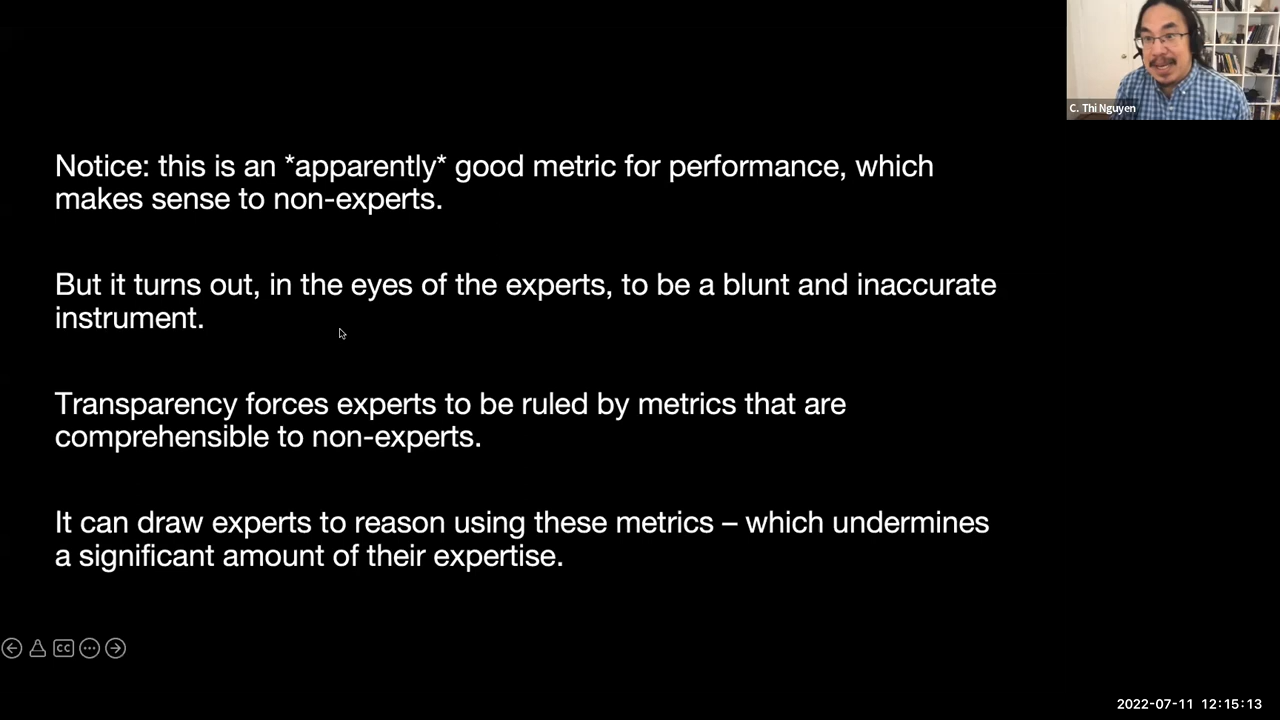 C. Thi Nguyen
Notice: this is an *apparently* good metric for performance, which
makes sense to non-experts.
But it turns out, in the eyes of the experts, to be a blunt and inaccurate
instrument.
Transparency forces experts to be ruled by metrics that are
comprehensible to non-experts.
It can draw experts to reason using these metrics – which undermines
a significant amount of their expertise.
CC
2022-07-11 12:15:13